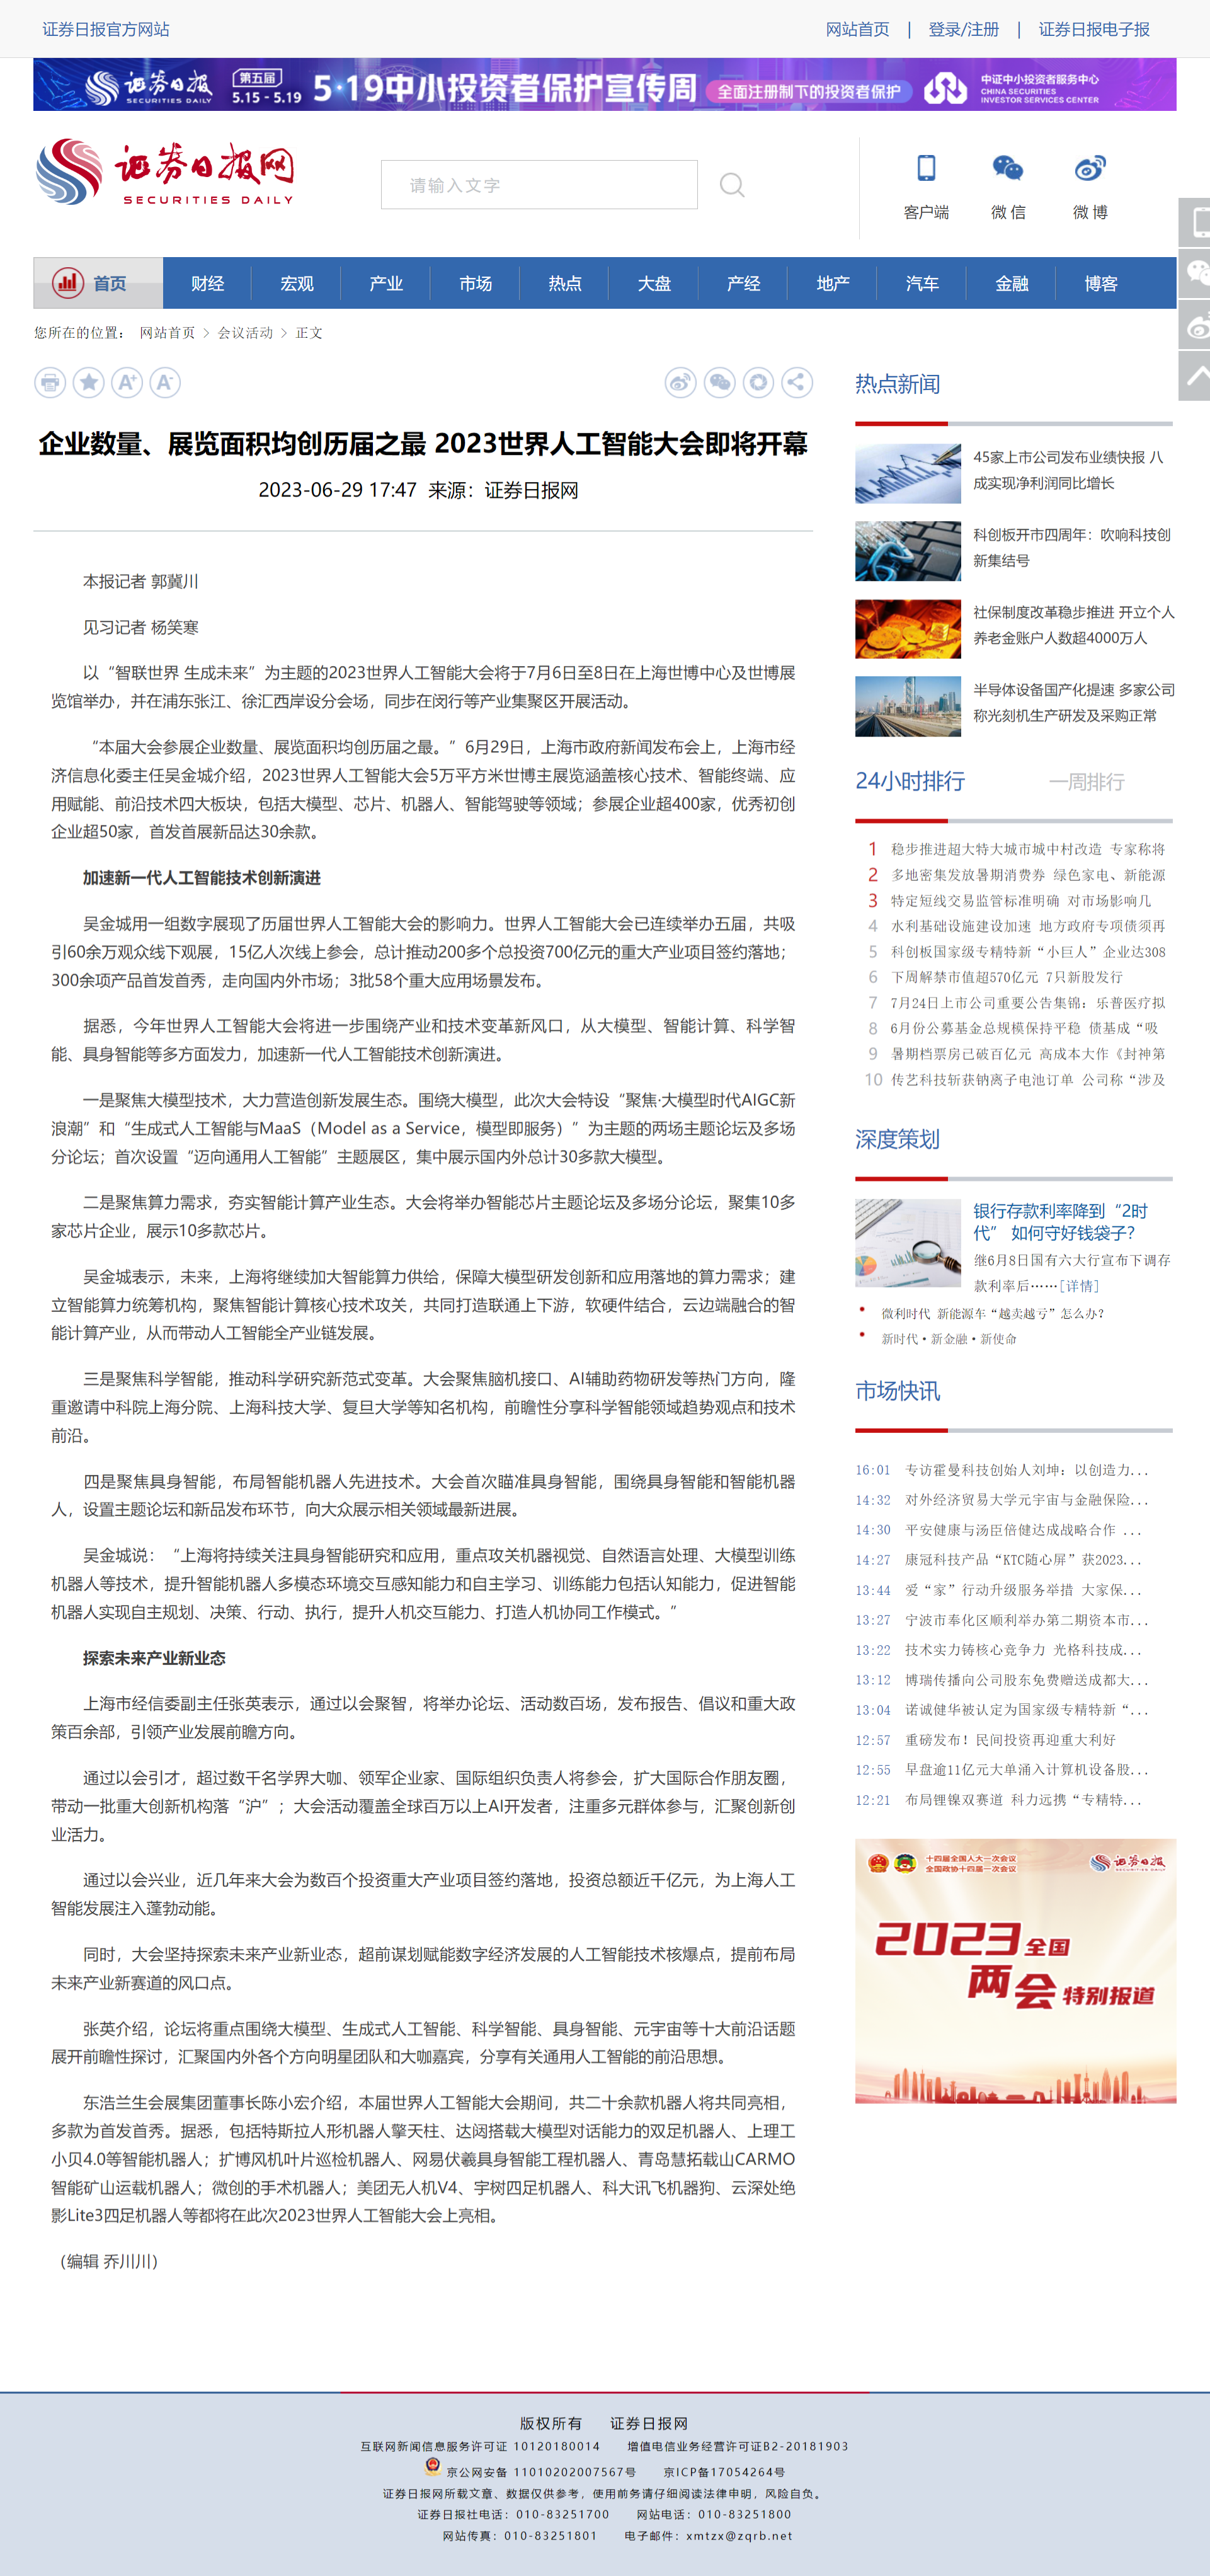 证券日报官方网站
网站首页 | 登录/注册 | 证券日报电子报
证券日报 SECURITIES DAILY 第五届 5.15 - 5.19 5·19中小投资者保护宣传周 全面注册制下的投资者保护 中证中小投资者服务中心 CHINA SECURITIES INVESTOR SERVICES CENTER
证券日报网
SECURITIES DAILY
请输入文字
客户端 微 信 微 博
首页 财经 宏观 产业 市场 热点 大盘 产经 地产 汽车 金融 博客
您所在的位置： 网站首页 > 会议活动 > 正文
企业数量、展览面积均创历届之最 2023世界人工智能大会即将开幕
2023-06-29 17:47 来源：证券日报网
本报记者 郭冀川
见习记者 杨笑寒
以“智联世界 生成未来”为主题的2023世界人工智能大会将于7月6日至8日在上海世博中心及世博展
览馆举办，并在浦东张江、徐汇西岸设分会场，同步在闵行等产业集聚区开展活动。
“本届大会参展企业数量、展览面积均创历届之最。”6月29日，上海市政府新闻发布会上，上海市经
济信息化委主任吴金城介绍，2023世界人工智能大会5万平方米世博主展览涵盖核心技术、智能终端、应
用赋能、前沿技术四大板块，包括大模型、芯片、机器人、智能驾驶等领域；参展企业超400家，优秀初创
企业超50家，首发首展新品达30余款。
加速新一代人工智能技术创新演进
吴金城用一组数字展现了历届世界人工智能大会的影响力。世界人工智能大会已连续举办五届，共吸
引60余万观众线下观展，15亿人次线上参会，总计推动200多个总投资700亿元的重大产业项目签约落地；
300余项产品首发首秀，走向国内外市场；3批58个重大应用场景发布。
据悉，今年世界人工智能大会将进一步围绕产业和技术变革新风口，从大模型、智能计算、科学智
能、具身智能等多方面发力，加速新一代人工智能技术创新演进。
一是聚焦大模型技术，大力营造创新发展生态。围绕大模型，此次大会特设“聚焦·大模型时代AIGC新
浪潮”和“生成式人工智能与MaaS（Model as a Service，模型即服务）”为主题的两场主题论坛及多场
分论坛；首次设置“迈向通用人工智能”主题展区，集中展示国内外总计30多款大模型。
二是聚焦算力需求，夯实智能计算产业生态。大会将举办智能芯片主题论坛及多场分论坛，聚集10多
家芯片企业，展示10多款芯片。
吴金城表示，未来，上海将继续加大智能算力供给，保障大模型研发创新和应用落地的算力需求；建
立智能算力统筹机构，聚焦智能计算核心技术攻关，共同打造联通上下游，软硬件结合，云边端融合的智
能计算产业，从而带动人工智能全产业链发展。
三是聚焦科学智能，推动科学研究新范式变革。大会聚焦脑机接口、AI辅助药物研发等热门方向，隆
重邀请中科院上海分院、上海科技大学、复旦大学等知名机构，前瞻性分享科学智能领域趋势观点和技术
前沿。
四是聚焦具身智能，布局智能机器人先进技术。大会首次瞄准具身智能，围绕具身智能和智能机器
人，设置主题论坛和新品发布环节，向大众展示相关领域最新进展。
吴金城说：“上海将持续关注具身智能研究和应用，重点攻关机器视觉、自然语言处理、大模型训练
机器人等技术，提升智能机器人多模态环境交互感知能力和自主学习、训练能力包括认知能力，促进智能
机器人实现自主规划、决策、行动、执行，提升人机交互能力、打造人机协同工作模式。”
探索未来产业新业态
上海市经信委副主任张英表示，通过以会聚智，将举办论坛、活动数百场，发布报告、倡议和重大政
策百余部，引领产业发展前瞻方向。
通过以会引才，超过数千名学界大咖、领军企业家、国际组织负责人将参会，扩大国际合作朋友圈，
带动一批重大创新机构落“沪”；大会活动覆盖全球百万以上AI开发者，注重多元群体参与，汇聚创新创
业活力。
通过以会兴业，近几年来大会为数百个投资重大产业项目签约落地，投资总额近千亿元，为上海人工
智能发展注入蓬勃动能。
同时，大会坚持探索未来产业新业态，超前谋划赋能数字经济发展的人工智能技术核爆点，提前布局
未来产业新赛道的风口点。
张英介绍，论坛将重点围绕大模型、生成式人工智能、科学智能、具身智能、元宇宙等十大前沿话题
展开前瞻性探讨，汇聚国内外各个方向明星团队和大咖嘉宾，分享有关通用人工智能的前沿思想。
东浩兰生会展集团董事长陈小宏介绍，本届世界人工智能大会期间，共二十余款机器人将共同亮相，
多款为首发首秀。据悉，包括特斯拉人形机器人擎天柱、达闼搭载大模型对话能力的双足机器人、上理工
小贝4.0等智能机器人；扩博风机叶片巡检机器人、网易伏羲具身智能工程机器人、青岛慧拓载山CARMO
智能矿山运载机器人；微创的手术机器人；美团无人机V4、宇树四足机器人、科大讯飞机器狗、云深处绝
影Lite3四足机器人等都将在此次2023世界人工智能大会上亮相。
（编辑 乔川川）
热点新闻
45家上市公司发布业绩快报 八
成实现净利润同比增长
科创板开市四周年：吹响科技创
新集结号
社保制度改革稳步推进 开立个人
养老金账户人数超4000万人
半导体设备国产化提速 多家公司
称光刻机生产研发及采购正常
24小时排行 一周排行
1 稳步推进超大特大城市城中村改造 专家称将
2 多地密集发放暑期消费券 绿色家电、新能源
3 特定短线交易监管标准明确 对市场影响几
4 水利基础设施建设加速 地方政府专项债须再
5 科创板国家级专精特新“小巨人”企业达308
6 下周解禁市值超570亿元 7只新股发行
7 7月24日上市公司重要公告集锦：乐普医疗拟
8 6月份公募基金总规模保持平稳 债基成“吸
9 暑期档票房已破百亿元 高成本大作《封神第
10 传艺科技斩获钠离子电池订单 公司称“涉及
深度策划
银行存款利率降到“2时
代” 如何守好钱袋子？
继6月8日国有六大行宣布下调存
款利率后……[详情]
微利时代 新能源车“越卖越亏”怎么办？
新时代·新金融·新使命
市场快讯
16:01 专访霍曼科技创始人刘坤：以创造力...
14:32 对外经济贸易大学元宇宙与金融保险...
14:30 平安健康与汤臣倍健达成战略合作 ...
14:27 康冠科技产品“KTC随心屏”获2023...
13:44 爱“家”行动升级服务举措 大家保...
13:27 宁波市奉化区顺利举办第二期资本市...
13:22 技术实力铸核心竞争力 光格科技成...
13:12 博瑞传播向公司股东免费赠送成都大...
13:04 诺诚健华被认定为国家级专精特新“...
12:57 重磅发布！民间投资再迎重大利好
12:55 早盘逾11亿元大单涌入计算机设备股...
12:21 布局锂镍双赛道 科力远携“专精特...
十四届全国人大一次会议
全国政协十四届一次会议
证券日报
SECURITIES DAILY
2023全国
两会特别报道
版权所有 证券日报网
互联网新闻信息服务许可证 10120180014 增值电信业务经营许可证B2-20181903
京公网安备 11010202007567号 京ICP备17054264号
证券日报网所载文章、数据仅供参考，使用前务请仔细阅读法律申明，风险自负。
证券日报社电话：010-83251700 网站电话：010-83251800
网站传真：010-83251801 电子邮件：xmtzx@zqrb.net